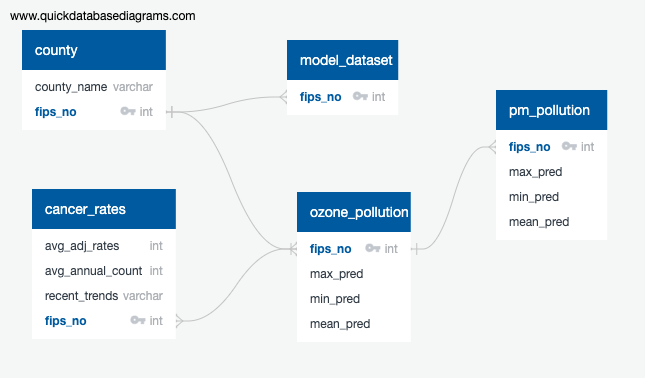 www.quickdatabasediagrams.com
county
county_name varchar
fips_no int
model_dataset
fips_no int
pm_pollution
fips_no int
max_pred
min_pred
mean_pred
cancer_rates
avg_adj_rates int
avg_annual_count int
recent_trends varchar
fips_no int
ozone_pollution
fips_no int
max_pred
min_pred
mean_pred